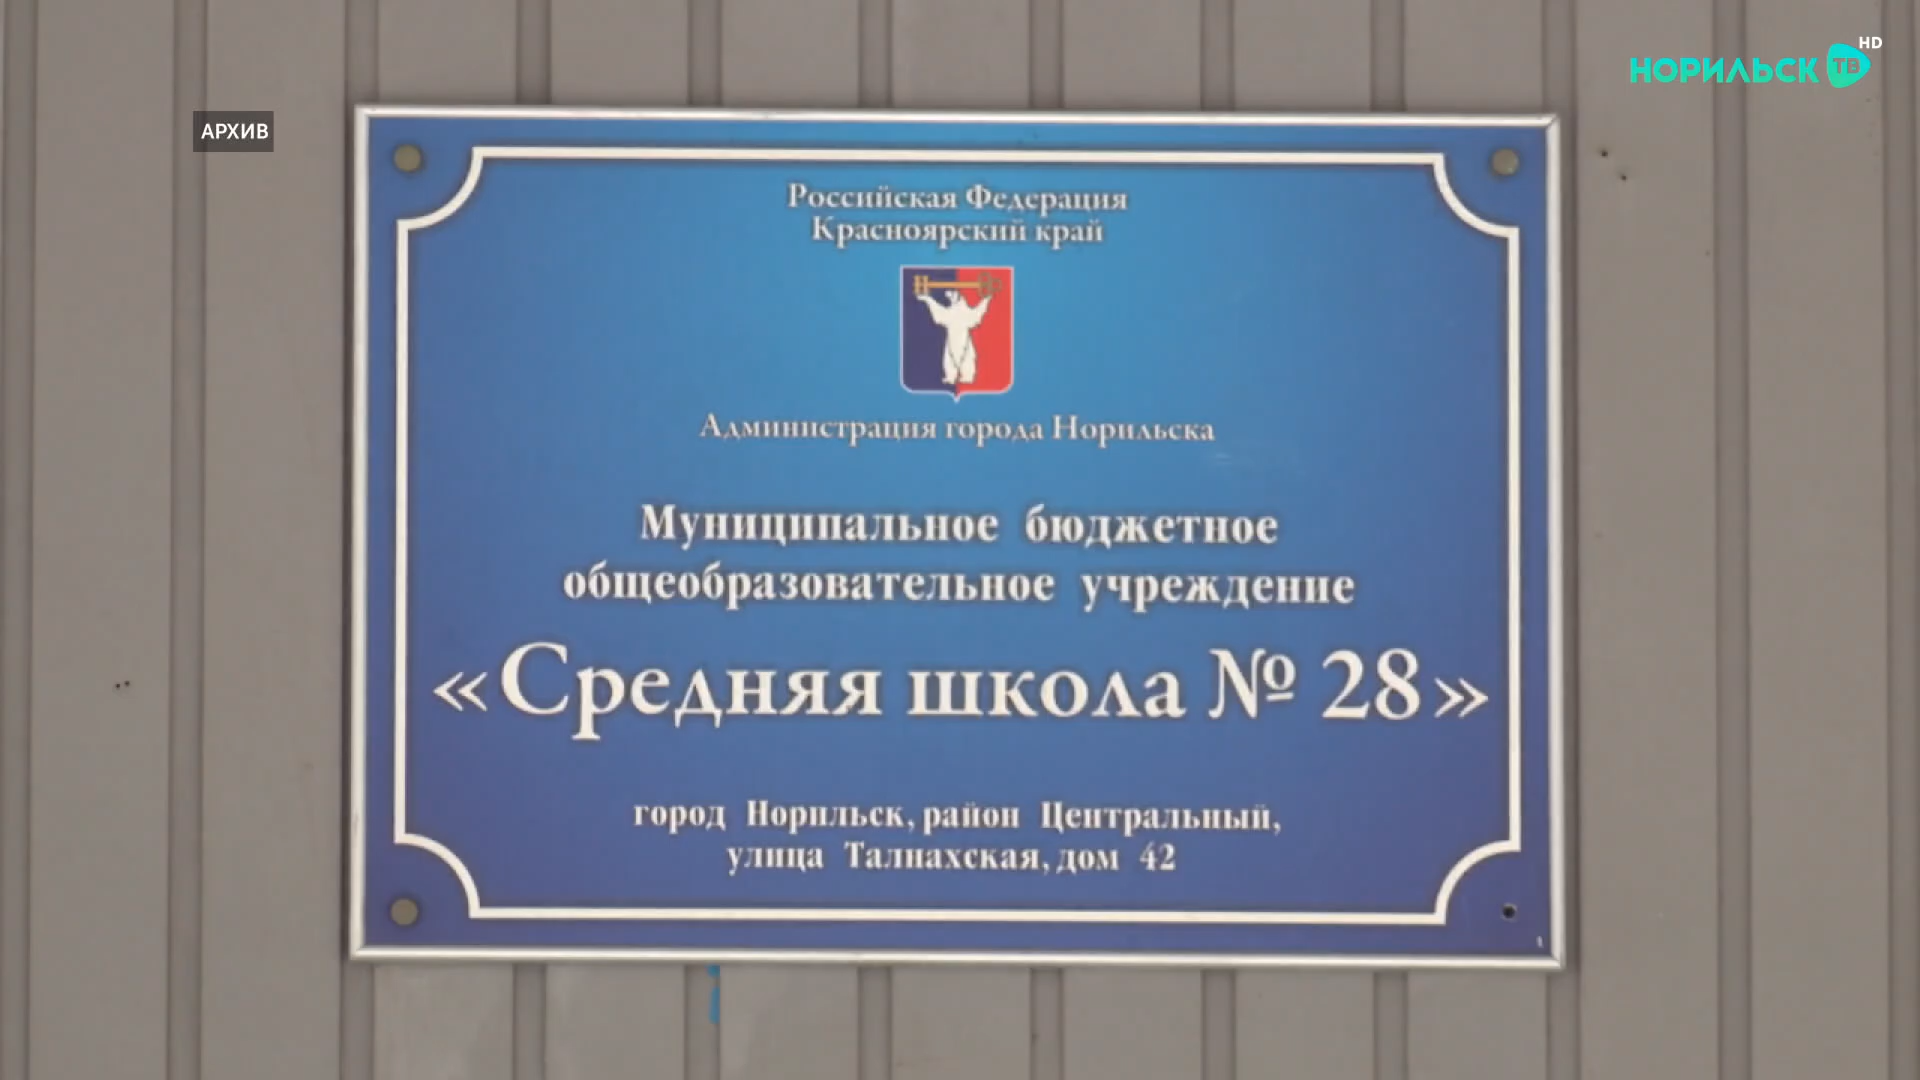 НОРИЛЬСК ТВ HD
АРХИВ
Российская Федерация
Красноярский край
Администрация города Норильска
Муниципальное бюджетное
общеобразовательное учреждение
«Средняя школа № 28»
город Норильск, район Центральный,
улица Талнахская, дом 42